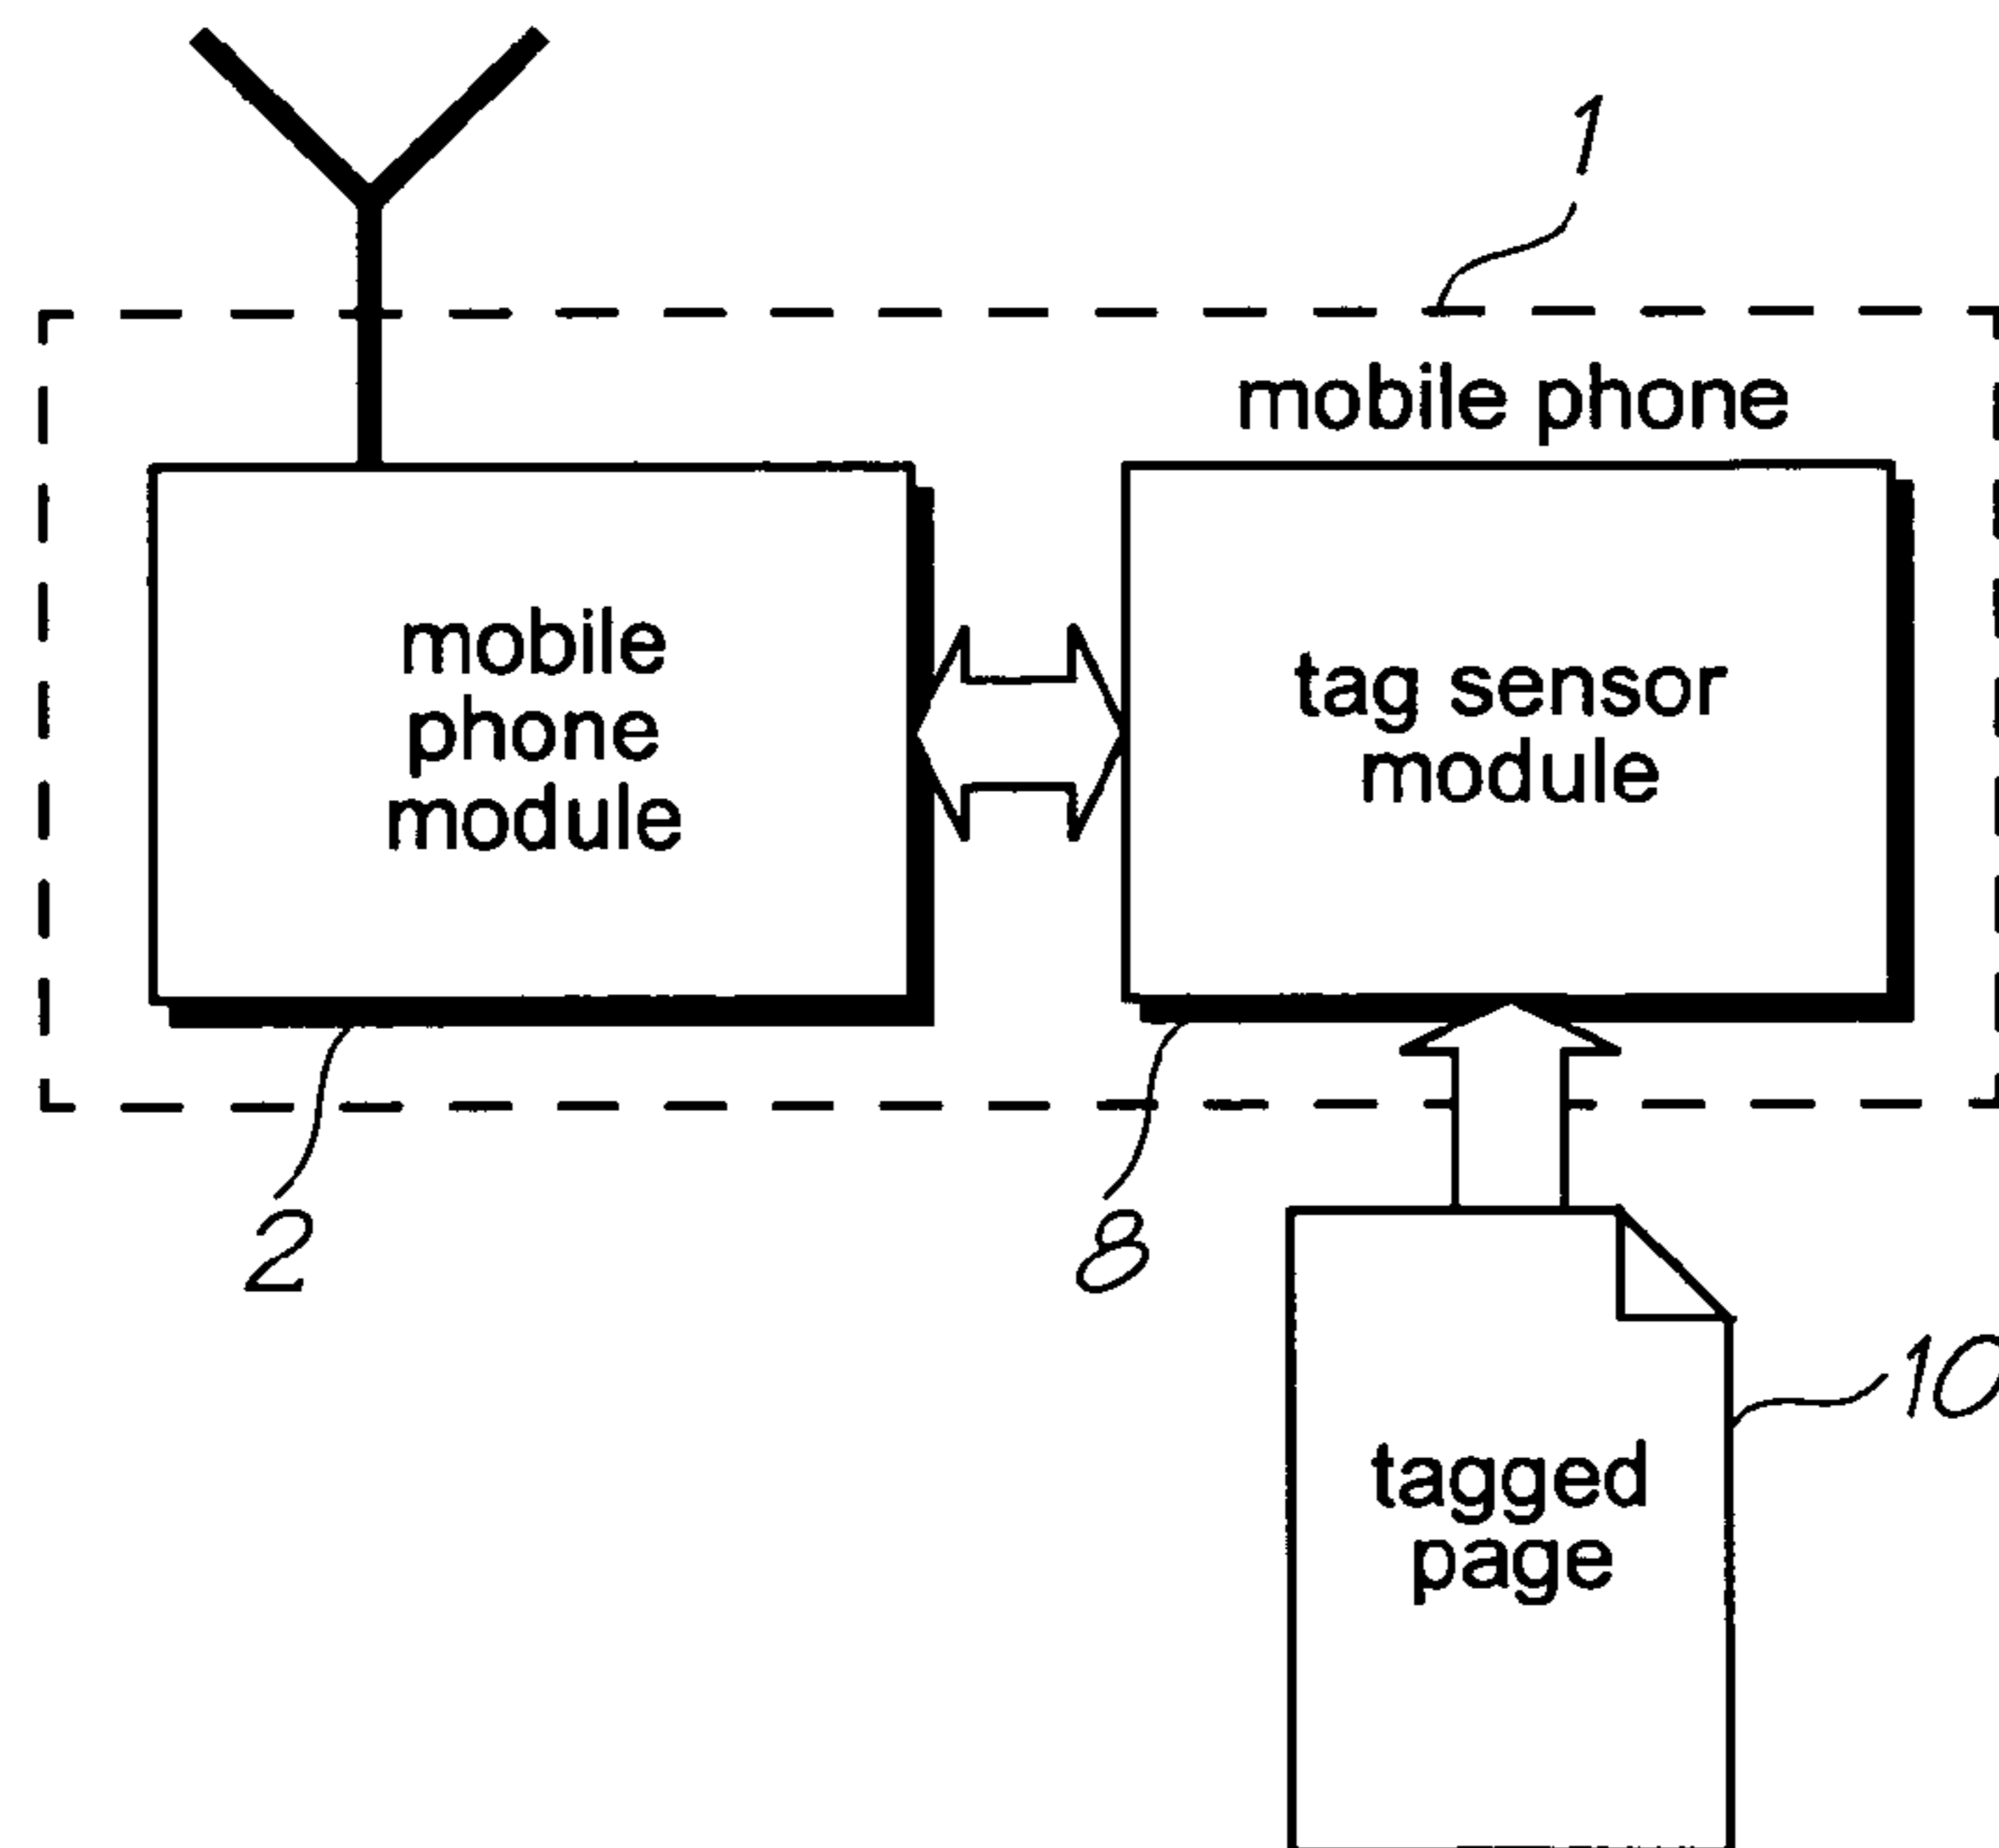 1
mobile phone
mobile
phone
module
tag sensor
module
2
8
10
tagged
page